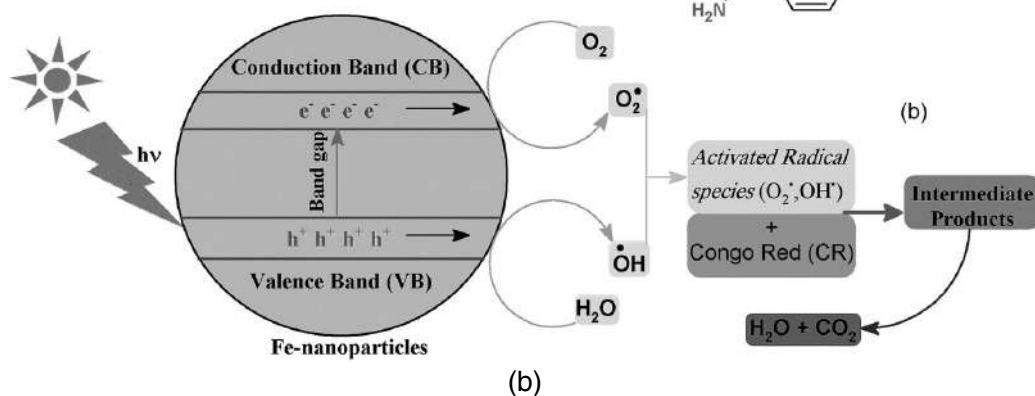 H₂N
O₂
Conduction Band (CB)
e⁻ e⁻ e⁻ e⁻
O₂•
(b)
hν
Band gap
Activated Radical
species (O₂•,OH•)
+
Congo Red (CR)
Intermediate
Products
h⁺ h⁺ h⁺ h⁺
•OH
Valence Band (VB)
H₂O
H₂O + CO₂
Fe-nanoparticles
(b)